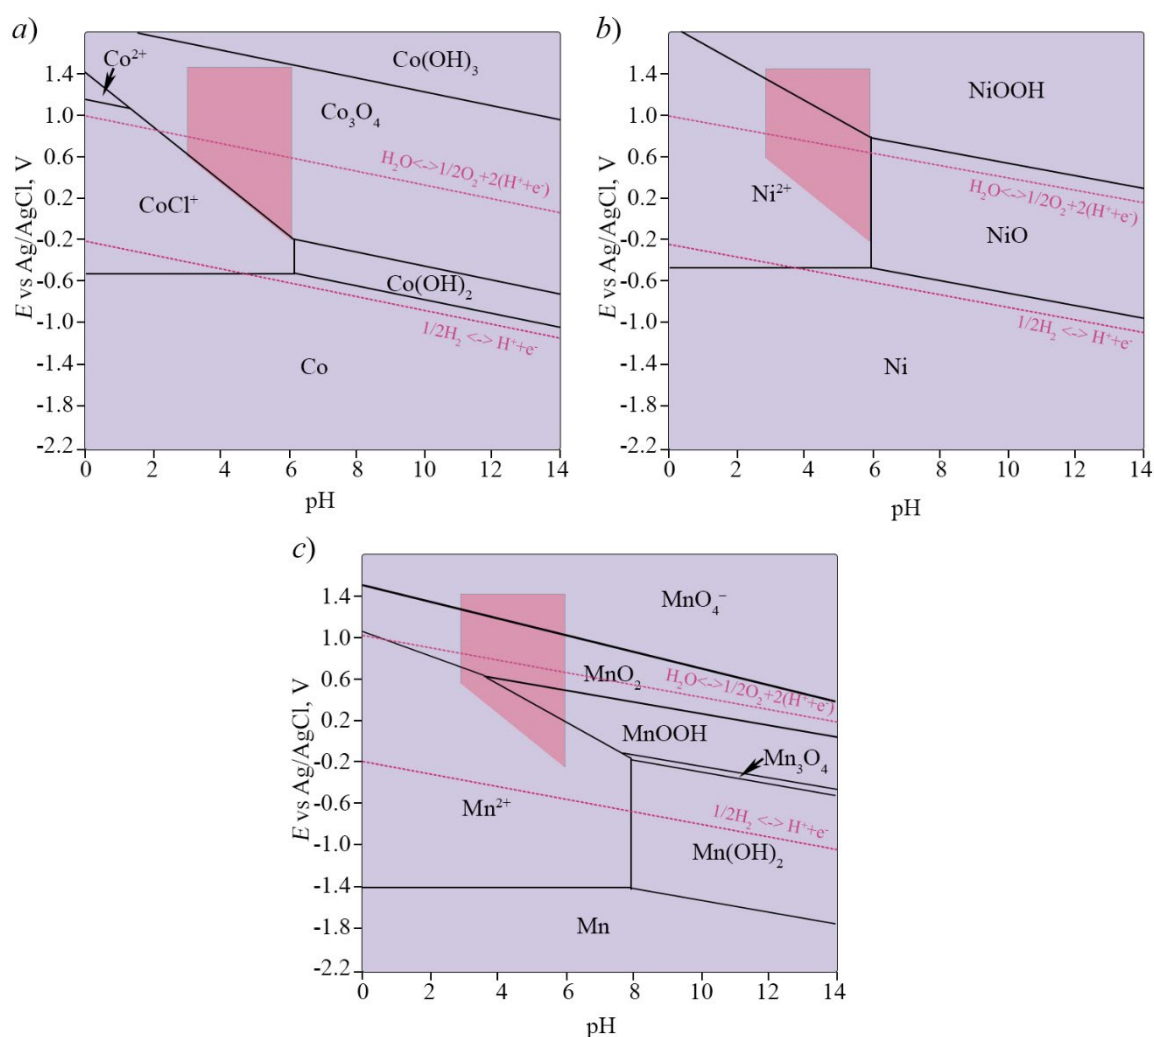 a)
E vs Ag/AgCl, V
1.4
1.0
0.6
0.2
-0.2
-0.6
-1.0
-1.4
-1.8
-2.2
Co²⁺
Co(OH)₃
Co₃O₄
H₂O<->1/2O₂+2(H⁺+e⁻)
CoCl⁺
Co(OH)₂
1/2H₂ <-> H⁺+e⁻
Co
0 2 4 6 8 10 12 14
pH
b)
E vs Ag/AgCl, V
1.4
1.0
0.6
0.2
-0.2
-0.6
-1.0
-1.4
-1.8
-2.2
NiOOH
H₂O<->1/2O₂+2(H⁺+e⁻)
Ni²⁺
NiO
1/2H₂ <-> H⁺+e⁻
Ni
0 2 4 6 8 10 12 14
pH
c)
E vs Ag/AgCl, V
1.4
1.0
0.6
0.2
-0.2
-0.6
-1.0
-1.4
-1.8
-2.2
MnO₄⁻
MnO₂
H₂O<->1/2O₂+2(H⁺+e⁻)
MnOOH
Mn₃O₄
Mn²⁺
1/2H₂ <-> H⁺+e⁻
Mn(OH)₂
Mn
0 2 4 6 8 10 12 14
pH